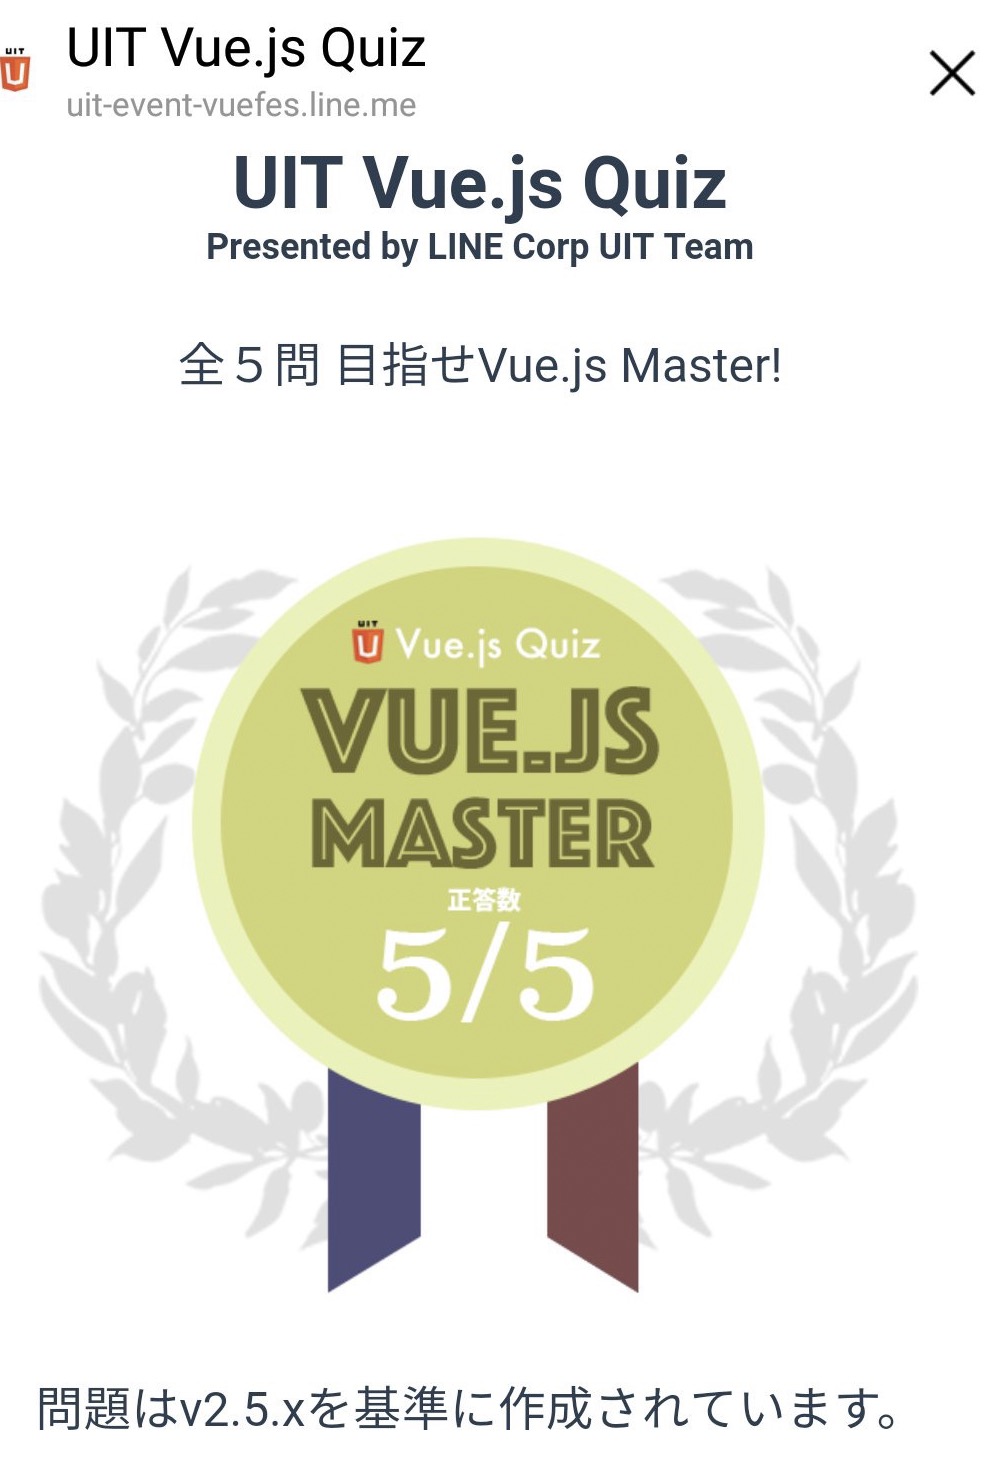 UIT
U
UIT Vue.js Quiz
uit-event-vuefes.line.me
UIT Vue.js Quiz
Presented by LINE Corp UIT Team
全５問 目指せVue.js Master!
UIT
U
Vue.js Quiz
VUE.JS
MASTER
正答数
5/5
問題はv2.5.xを基準に作成されています。